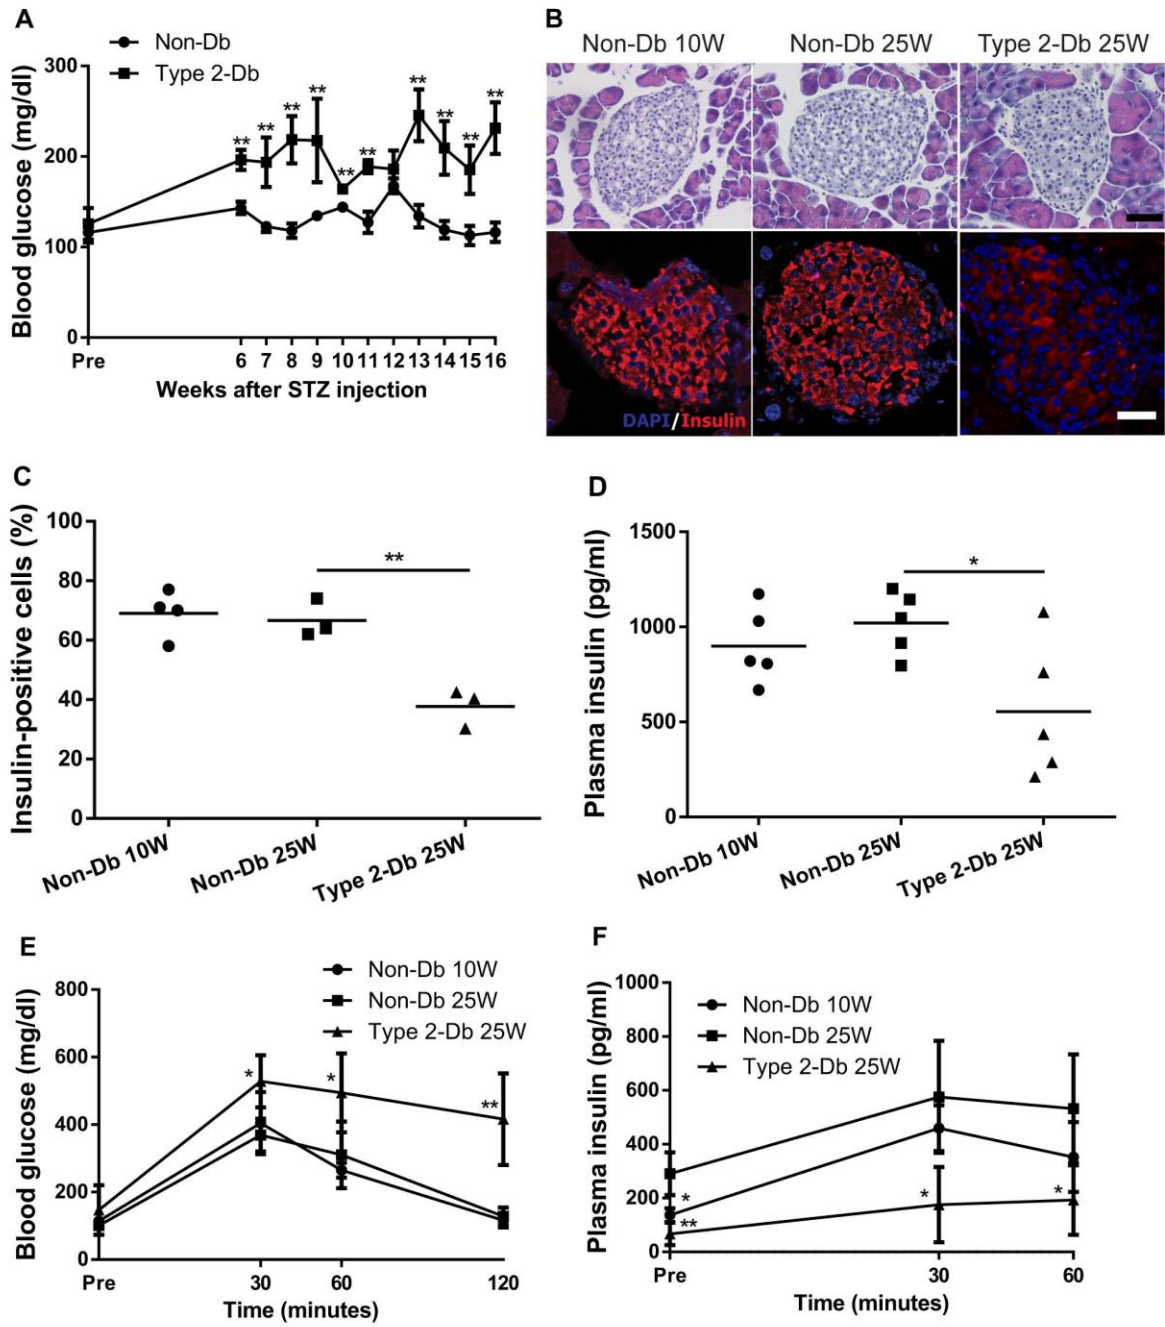 A
Non-Db
Type 2-Db
Blood glucose (mg/dl)
300
200
100
0
** ** ** ** ** ** ** ** ** **
Pre 6 7 8 9 10 11 12 13 14 15 16
Weeks after STZ injection
B
Non-Db 10W Non-Db 25W Type 2-Db 25W
DAPI/Insulin
C
Insulin-positive cells (%)
100
80
60
40
20
0
**
Non-Db 10W
Non-Db 25W
Type 2-Db 25W
D
Plasma insulin (pg/ml)
1500
1000
500
0
*
Non-Db 10W
Non-Db 25W
Type 2-Db 25W
E
Non-Db 10W
Non-Db 25W
Type 2-Db 25W
Blood glucose (mg/dl)
800
600
400
200
0
* * **
Pre 30 60 120
Time (minutes)
F
Non-Db 10W
Non-Db 25W
Type 2-Db 25W
Plasma insulin (pg/ml)
1000
800
600
400
200
0
*
** * *
Pre 30 60
Time (minutes)